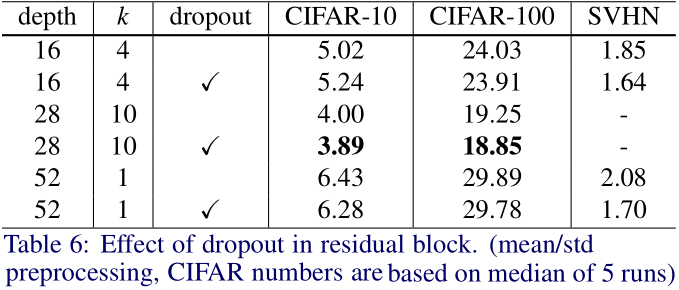 depth k dropout CIFAR-10 CIFAR-100 SVHN
16 4 5.02 24.03 1.85
16 4 ✓ 5.24 23.91 1.64
28 10 4.00 19.25 -
28 10 ✓ 3.89 18.85 -
52 1 6.43 29.89 2.08
52 1 ✓ 6.28 29.78 1.70
Table 6: Effect of dropout in residual block. (mean/std
preprocessing, CIFAR numbers are based on median of 5 runs)